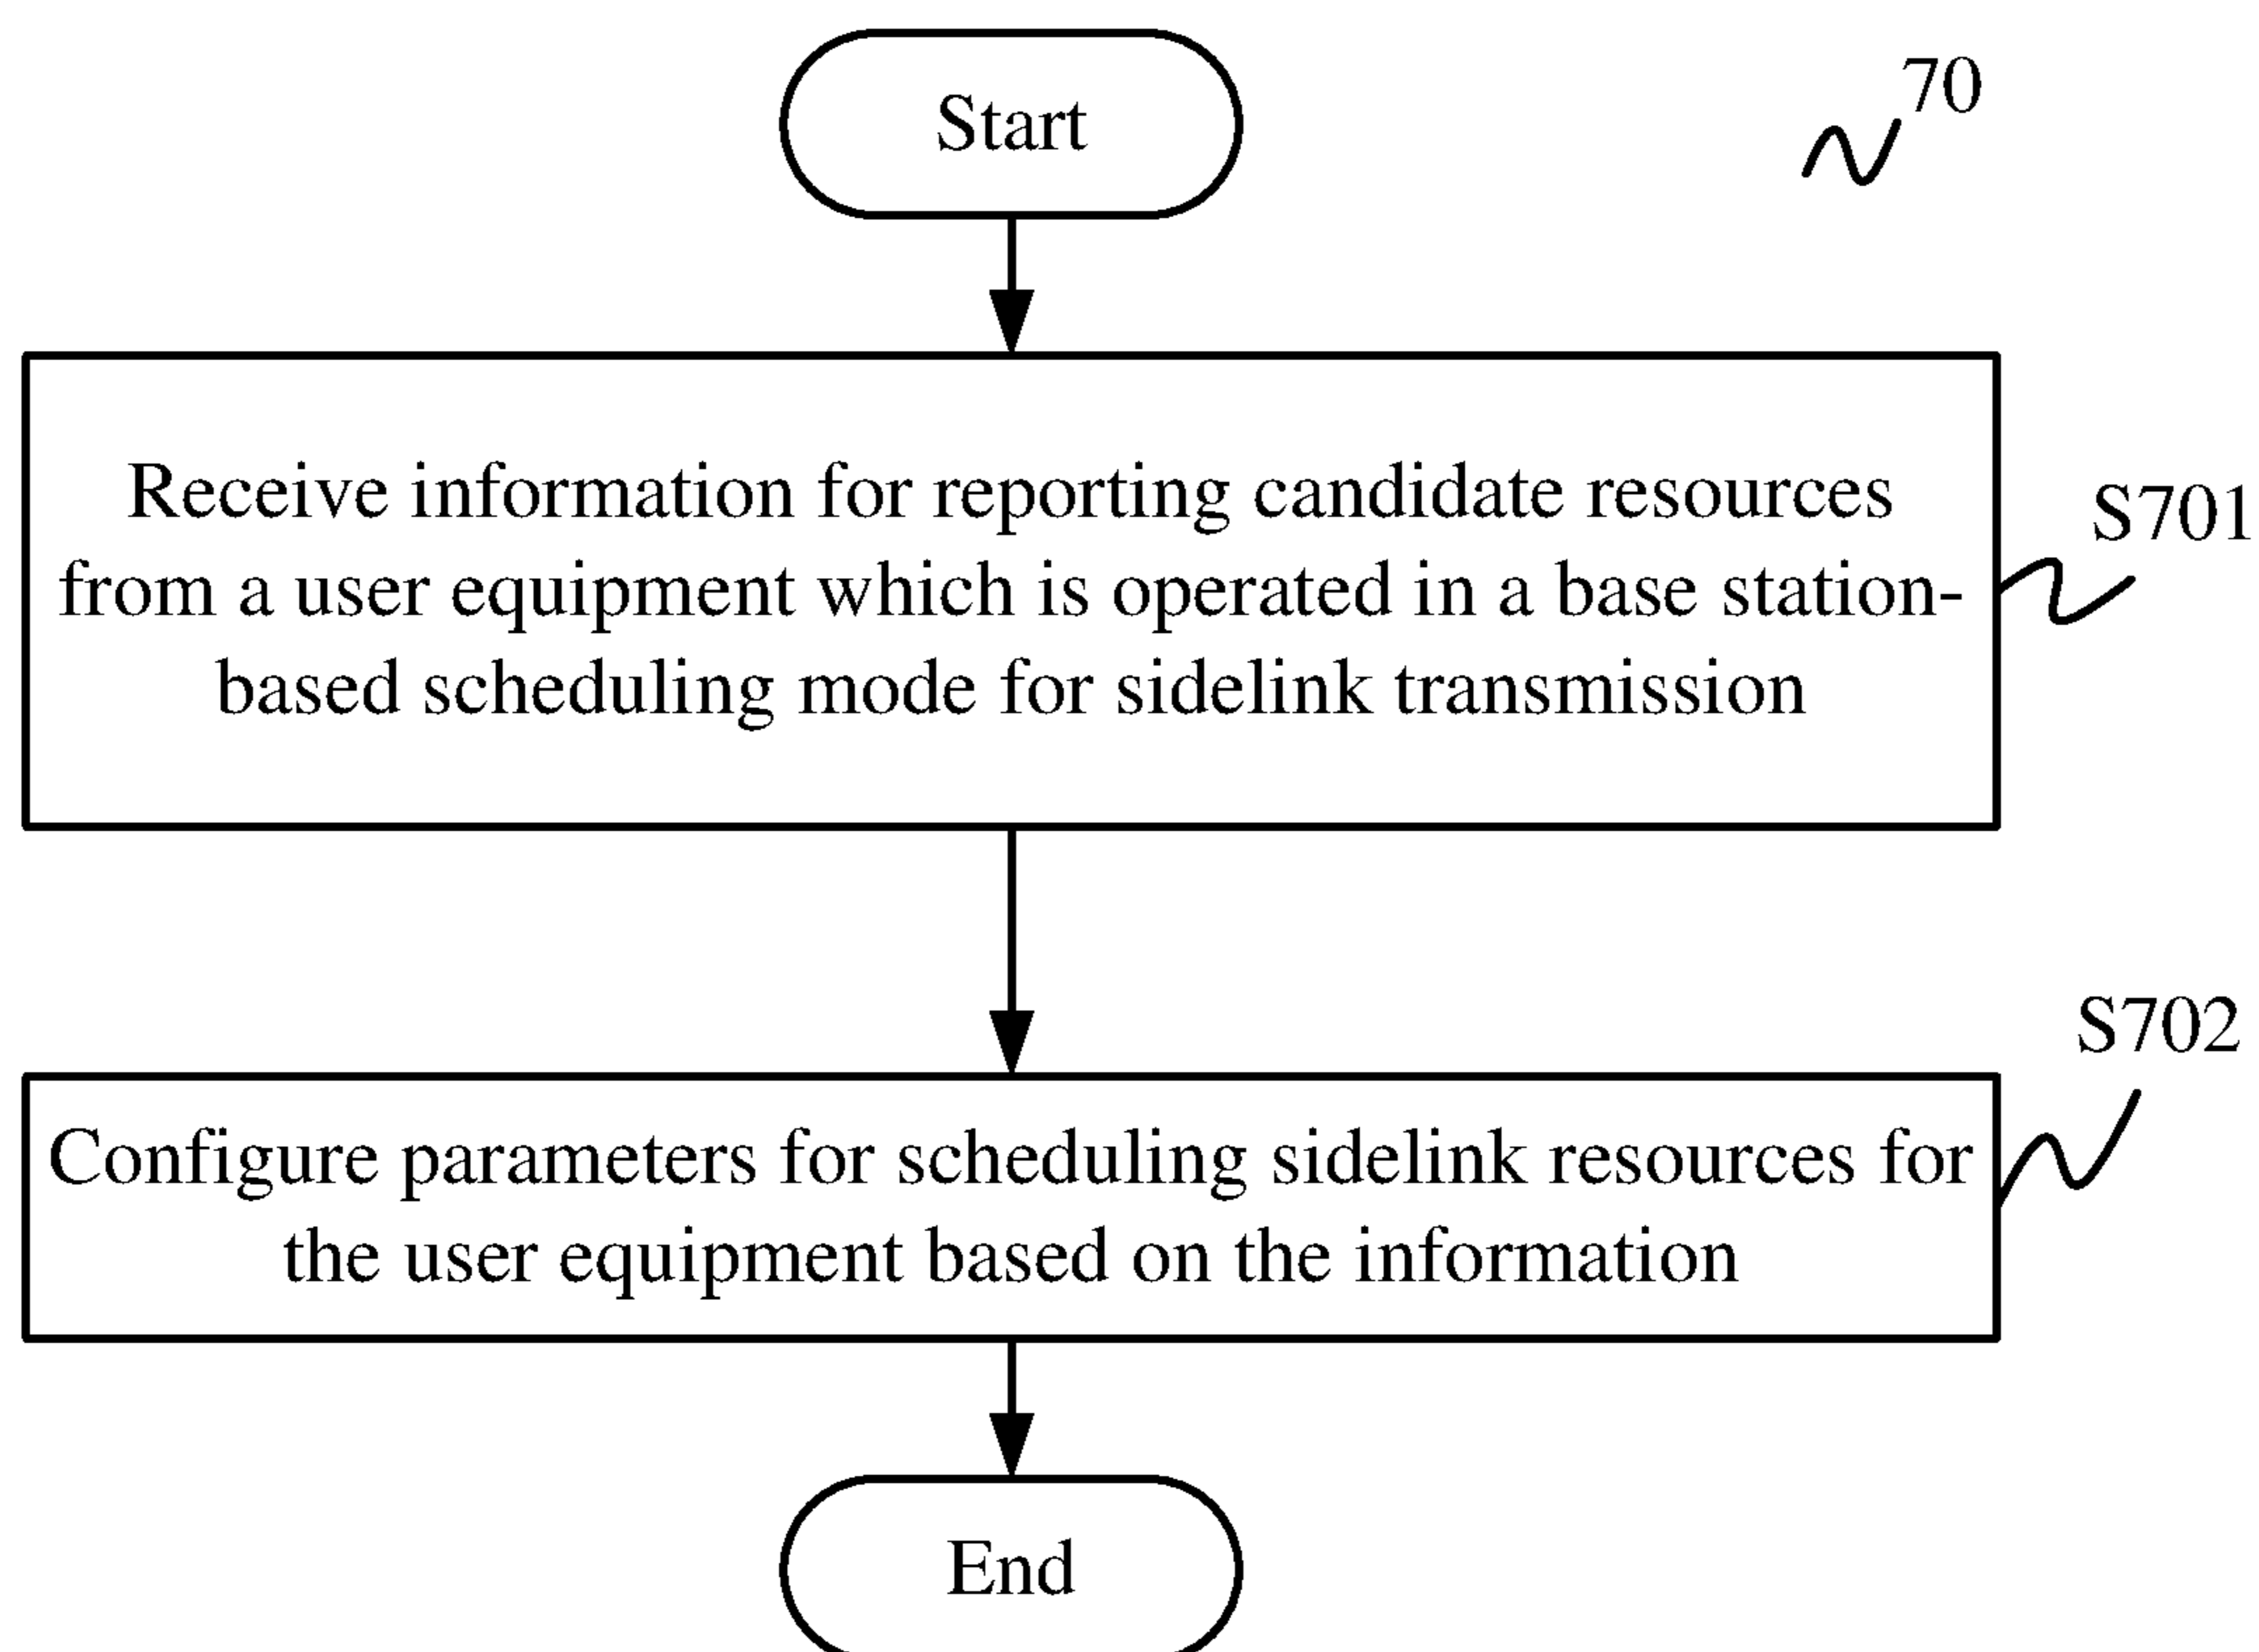 Start
70
Receive information for reporting candidate resources
from a user equipment which is operated in a base station-
based scheduling mode for sidelink transmission
S701
S702
Configure parameters for scheduling sidelink resources for
the user equipment based on the information
End